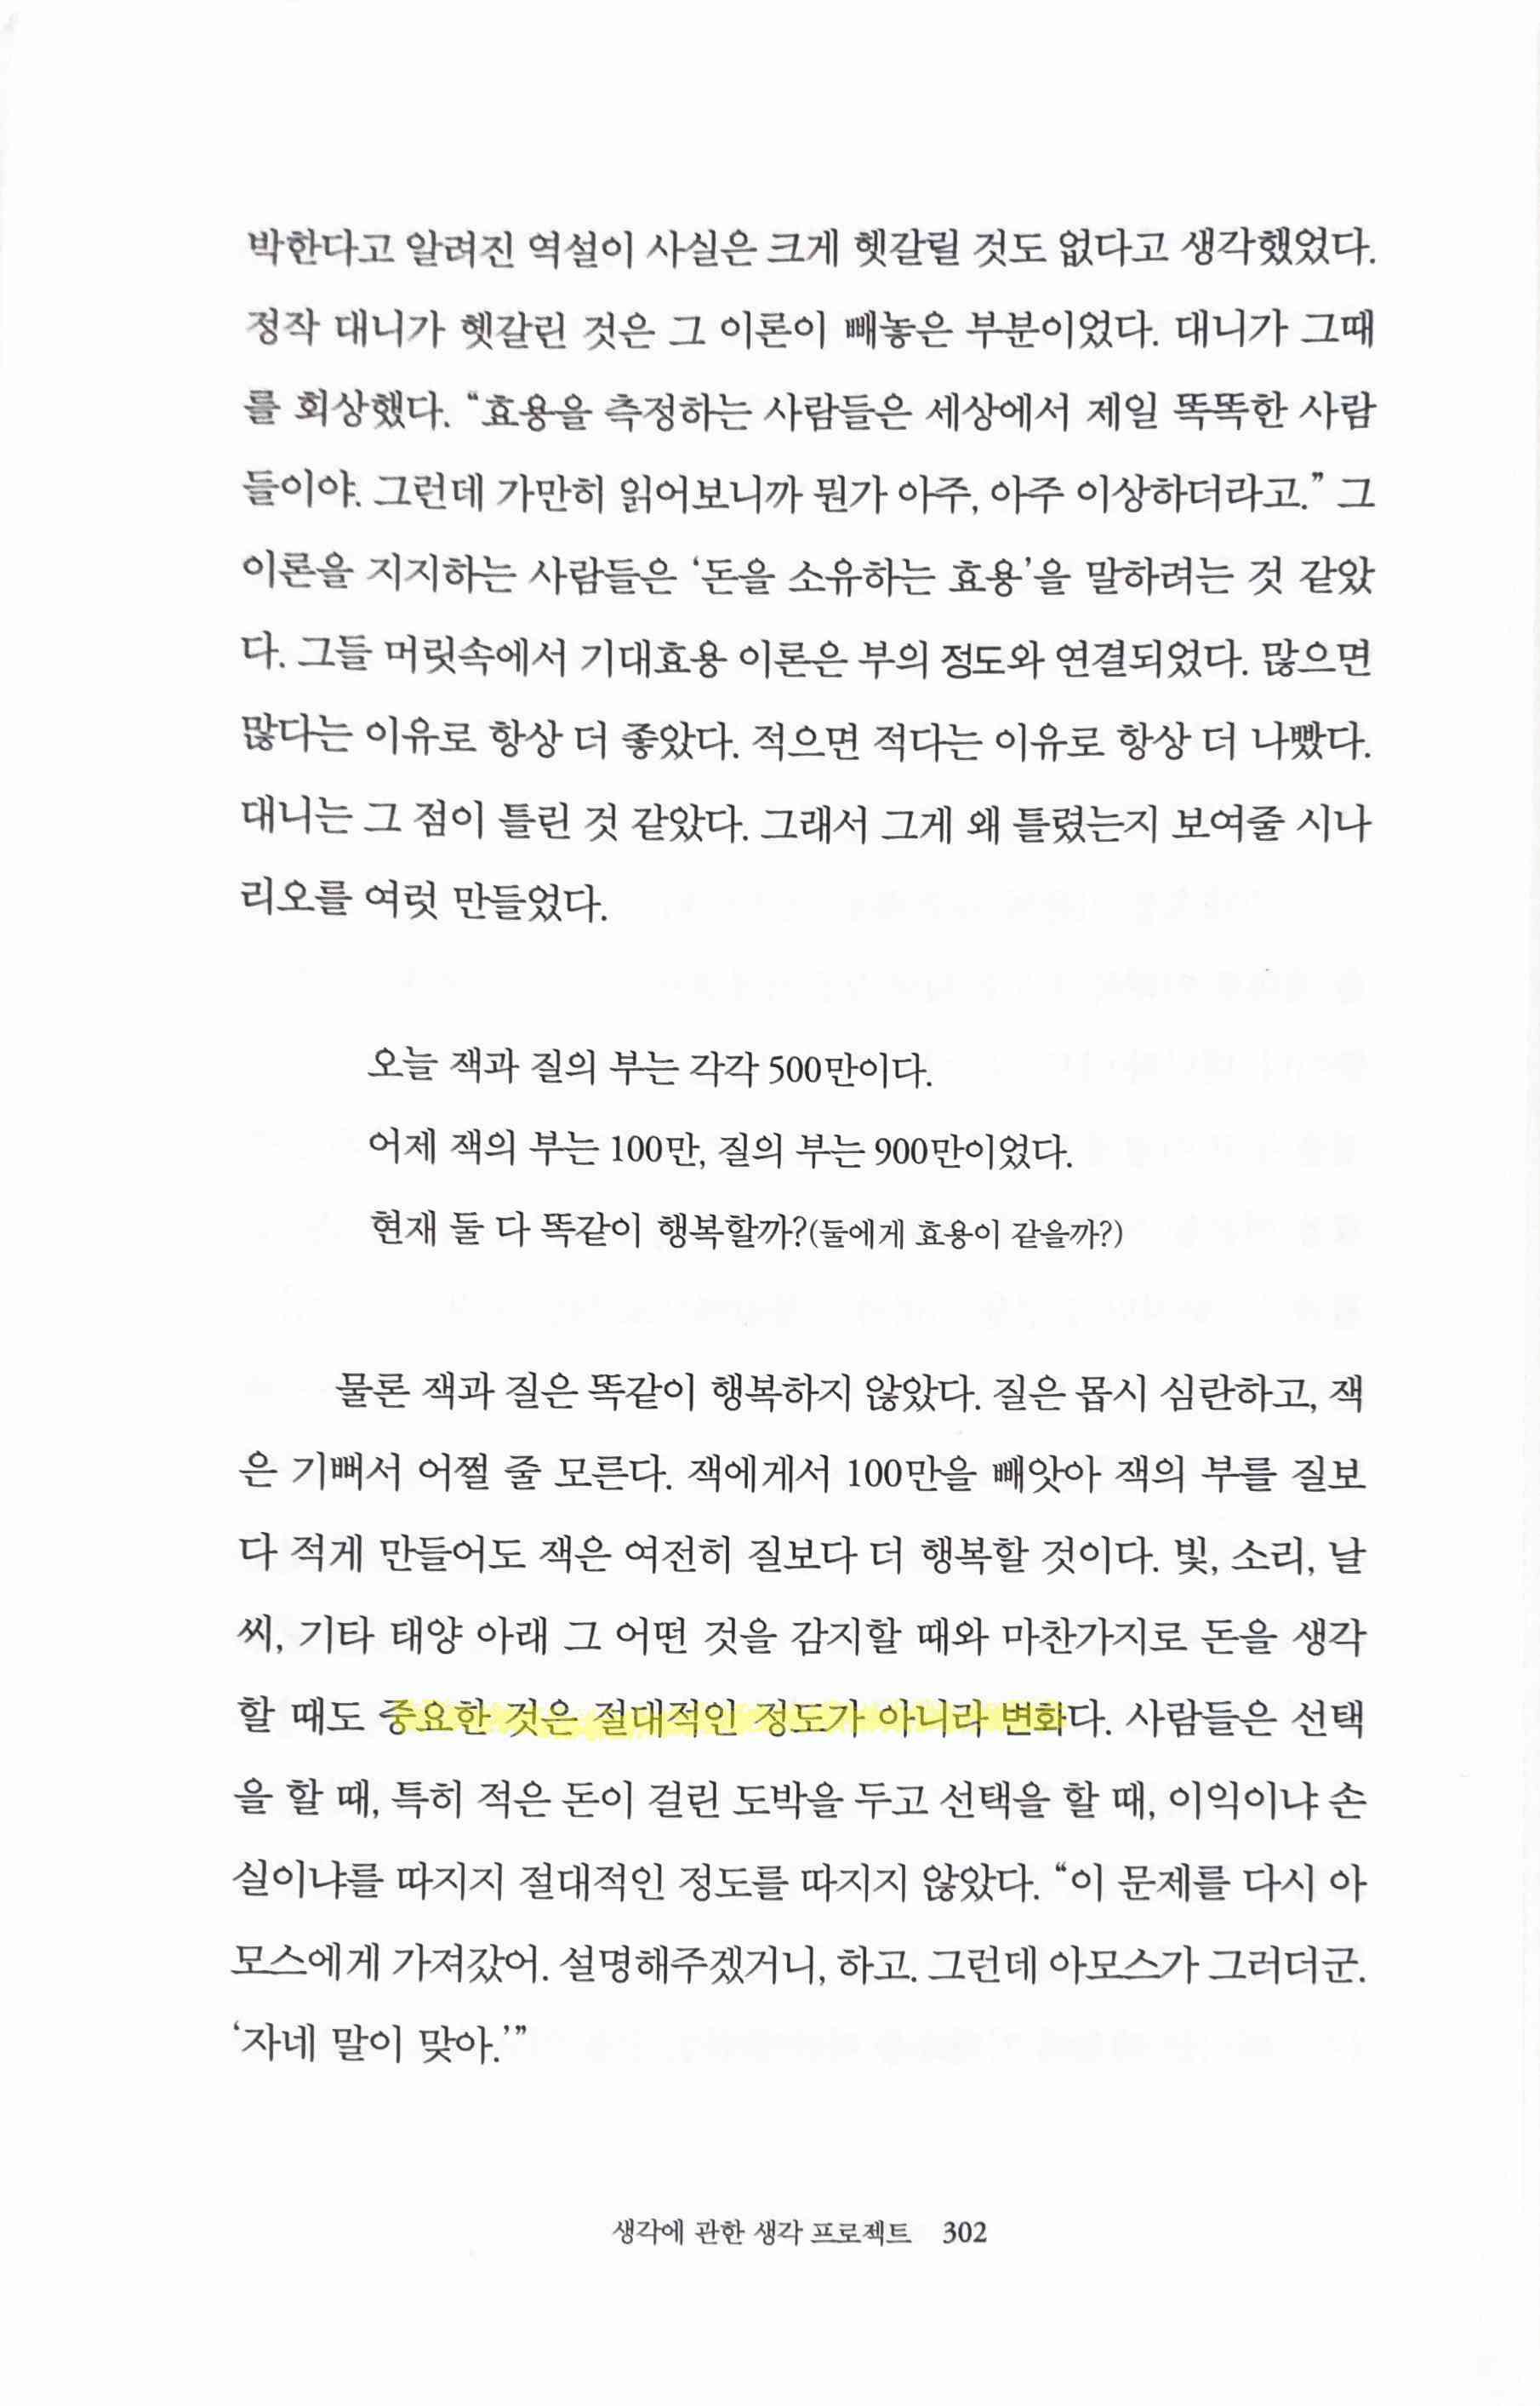 박한다고 알려진 역설이 사실은 크게 헷갈릴 것도 없다고 생각했었다.
정작 대니가 헷갈린 것은 그 이론이 빼놓은 부분이었다. 대니가 그때
를 회상했다. “효용을 측정하는 사람들은 세상에서 제일 똑똑한 사람
들이야. 그런데 가만히 읽어보니까 뭔가 아주, 아주 이상하더라고.” 그
이론을 지지하는 사람들은 ‘돈을 소유하는 효용’을 말하려는 것 같았
다. 그들 머릿속에서 기대효용 이론은 부의 정도와 연결되었다. 많으면
많다는 이유로 항상 더 좋았다. 적으면 적다는 이유로 항상 더 나빴다.
대니는 그 점이 틀린 것 같았다. 그래서 그게 왜 틀렸는지 보여줄 시나
리오를 여럿 만들었다.
오늘 잭과 질의 부는 각각 500만이다.
어제 잭의 부는 100만, 질의 부는 900만이었다.
현재 둘 다 똑같이 행복할까?(둘에게 효용이 같을까?)
물론 잭과 질은 똑같이 행복하지 않았다. 질은 몹시 심란하고, 잭
은 기뻐서 어쩔 줄 모른다. 잭에게서 100만을 빼앗아 잭의 부를 질보
다 적게 만들어도 잭은 여전히 질보다 더 행복할 것이다. 빛, 소리, 날
씨, 기타 태양 아래 그 어떤 것을 감지할 때와 마찬가지로 돈을 생각
할 때도 중요한 것은 절대적인 정도가 아니라 변화다. 사람들은 선택
을 할 때, 특히 적은 돈이 걸린 도박을 두고 선택을 할 때, 이익이냐 손
실이냐를 따지지 절대적인 정도를 따지지 않았다. “이 문제를 다시 아
모스에게 가져갔어. 설명해주겠거니, 하고. 그런데 아모스가 그러더군.
‘자네 말이 맞아.’”
생각에 관한 생각 프로젝트 302